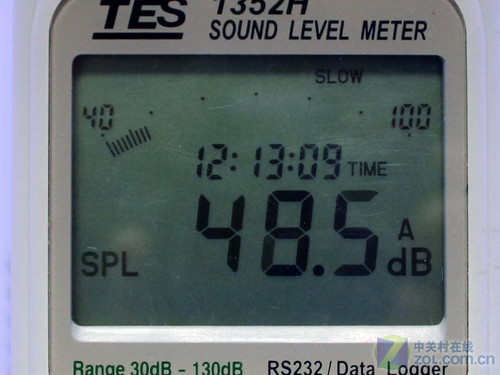 TES 1352H
SOUND LEVEL METER
SLOW
40 100
12:13:09 TIME
48.5 A
SPL dB
Range 30dB - 130dB RS232/Data Logger
中关村在线
zol.com.cn